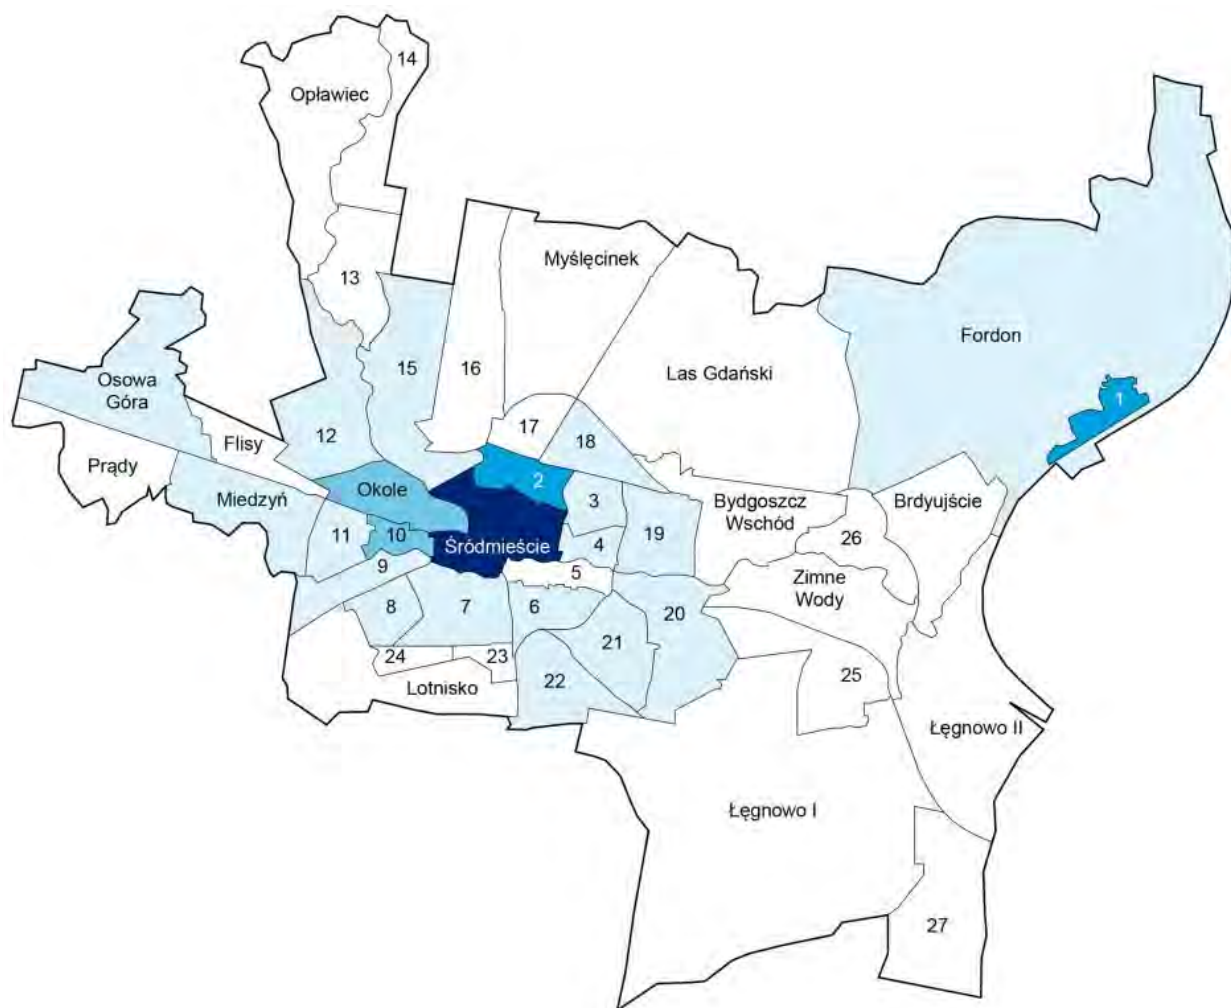 14
Opławiec
Myślęcinek
13
Fordon
16
15
Las Gdański
Osowa
Góra
1
17
12
18
Flisy
Prądy
Okole
2
Miedzyń
3
Bydgoszcz
Wschód
Brdyujście
11
10
19
26
Śródmieście
4
9
5
Zimne
Wody
8
7
6
20
21
24
23
25
22
Lotnisko
Łęgnowo II
Łęgnowo I
27